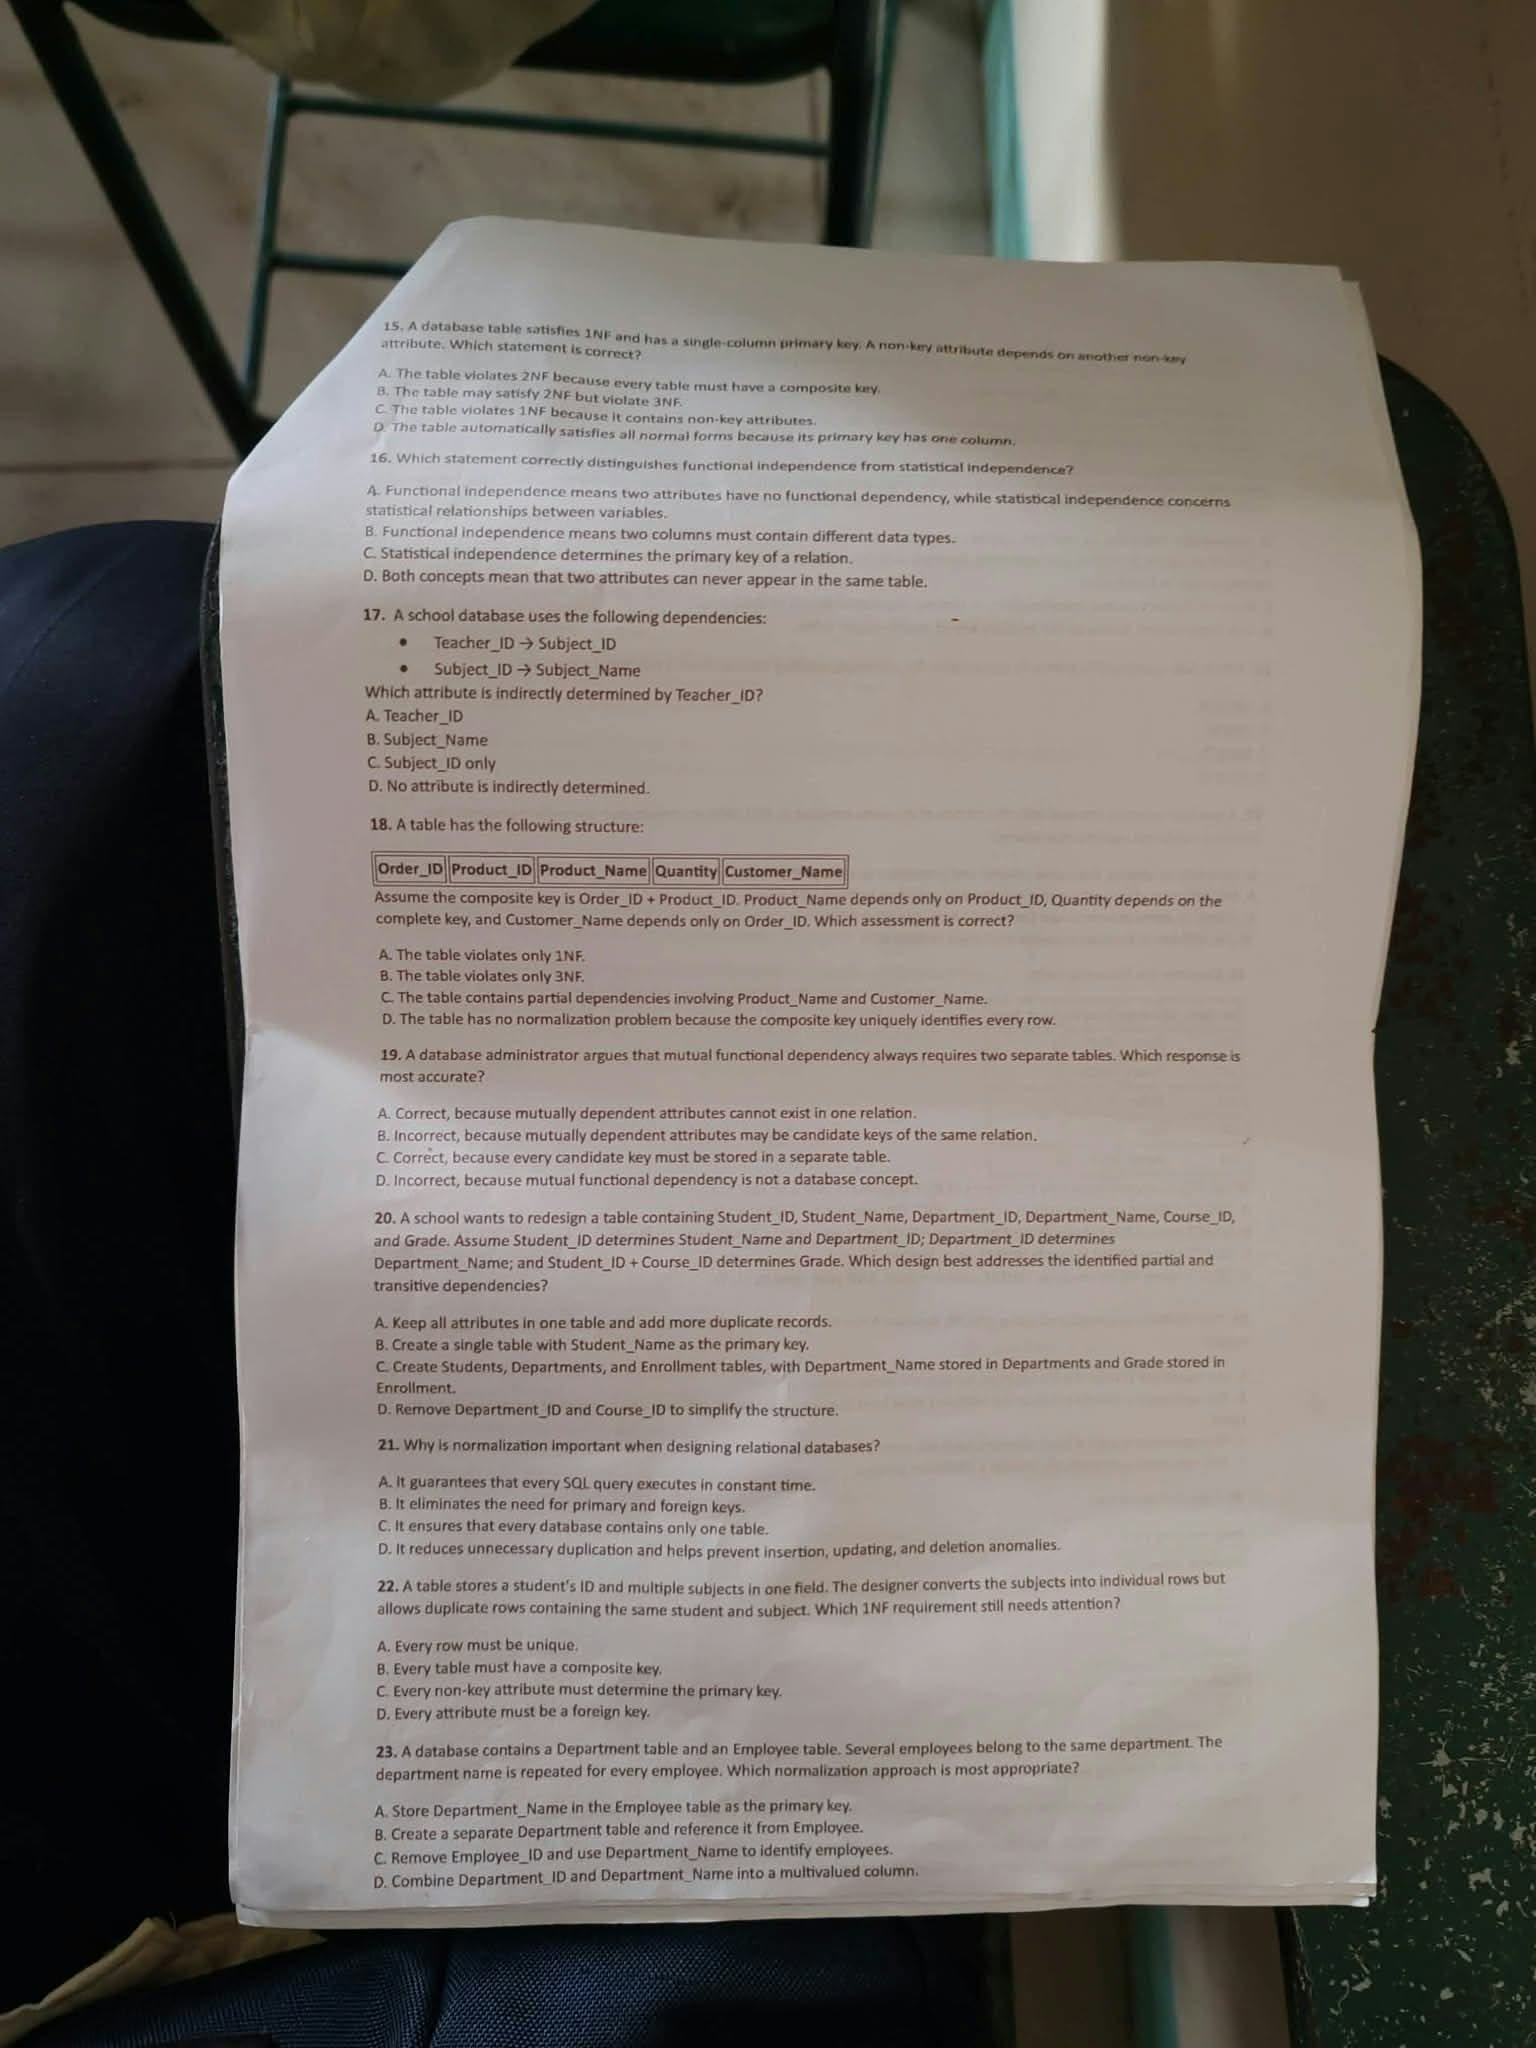 15. A database table satisfies 1NF and has a single-column primary key. A non-key attribute depends on another non-key
attribute. Which statement is correct?
A. The table violates 2NF because every table must have a composite key.
B. The table may satisfy 2NF but violate 3NF.
C. The table violates 1NF because it contains non-key attributes.
D. The table automatically satisfies all normal forms because its primary key has one column.
16. Which statement correctly distinguishes functional independence from statistical independence?
A. Functional independence means two attributes have no functional dependency, while statistical independence concerns
statistical relationships between variables.
B. Functional independence means two columns must contain different data types.
C. Statistical independence determines the primary key of a relation.
D. Both concepts mean that two attributes can never appear in the same table.
17. A school database uses the following dependencies:
• Teacher_ID → Subject_ID
• Subject_ID → Subject_Name
Which attribute is indirectly determined by Teacher_ID?
A. Teacher_ID
B. Subject_Name
C. Subject_ID only
D. No attribute is indirectly determined.
18. A table has the following structure:
Order_ID Product_ID Product_Name Quantity Customer_Name
Assume the composite key is Order_ID + Product_ID. Product_Name depends only on Product_ID, Quantity depends on the
complete key, and Customer_Name depends only on Order_ID. Which assessment is correct?
A. The table violates only 1NF.
B. The table violates only 3NF.
C. The table contains partial dependencies involving Product_Name and Customer_Name.
D. The table has no normalization problem because the composite key uniquely identifies every row.
19. A database administrator argues that mutual functional dependency always requires two separate tables. Which response is
most accurate?
A. Correct, because mutually dependent attributes cannot exist in one relation.
B. Incorrect, because mutually dependent attributes may be candidate keys of the same relation.
C. Correct, because every candidate key must be stored in a separate table.
D. Incorrect, because mutual functional dependency is not a database concept.
20. A school wants to redesign a table containing Student_ID, Student_Name, Department_ID, Department_Name, Course_ID,
and Grade. Assume Student_ID determines Student_Name and Department_ID; Department_ID determines
Department_Name; and Student_ID + Course_ID determines Grade. Which design best addresses the identified partial and
transitive dependencies?
A. Keep all attributes in one table and add more duplicate records.
B. Create a single table with Student_Name as the primary key.
C. Create Students, Departments, and Enrollment tables, with Department_Name stored in Departments and Grade stored in
Enrollment.
D. Remove Department_ID and Course_ID to simplify the structure.
21. Why is normalization important when designing relational databases?
A. It guarantees that every SQL query executes in constant time.
B. It eliminates the need for primary and foreign keys.
C. It ensures that every database contains only one table.
D. It reduces unnecessary duplication and helps prevent insertion, updating, and deletion anomalies.
22. A table stores a student's ID and multiple subjects in one field. The designer converts the subjects into individual rows but
allows duplicate rows containing the same student and subject. Which 1NF requirement still needs attention?
A. Every row must be unique.
B. Every table must have a composite key.
C. Every non-key attribute must determine the primary key.
D. Every attribute must be a foreign key.
23. A database contains a Department table and an Employee table. Several employees belong to the same department. The
department name is repeated for every employee. Which normalization approach is most appropriate?
A. Store Department_Name in the Employee table as the primary key.
B. Create a separate Department table and reference it from Employee.
C. Remove Employee_ID and use Department_Name to identify employees.
D. Combine Department_ID and Department_Name into a multivalued column.